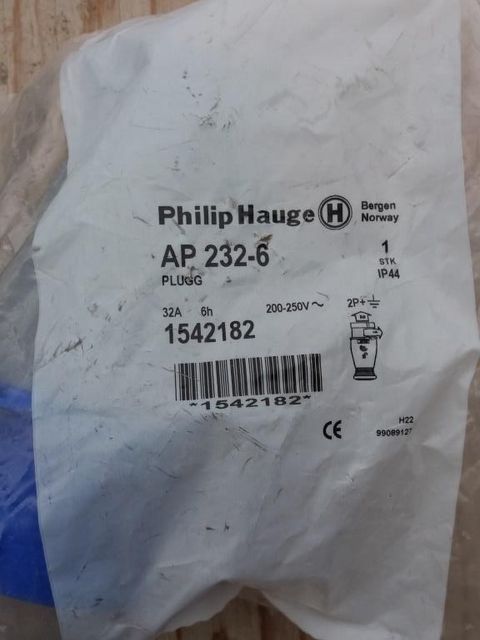 Philip Hauge H Bergen Norway
AP 232-6 1 STK IP44
PLUGG
32A 6h 200-250V ~ 2P+⏚
1542182
*1542182*
CE
H22
99089127